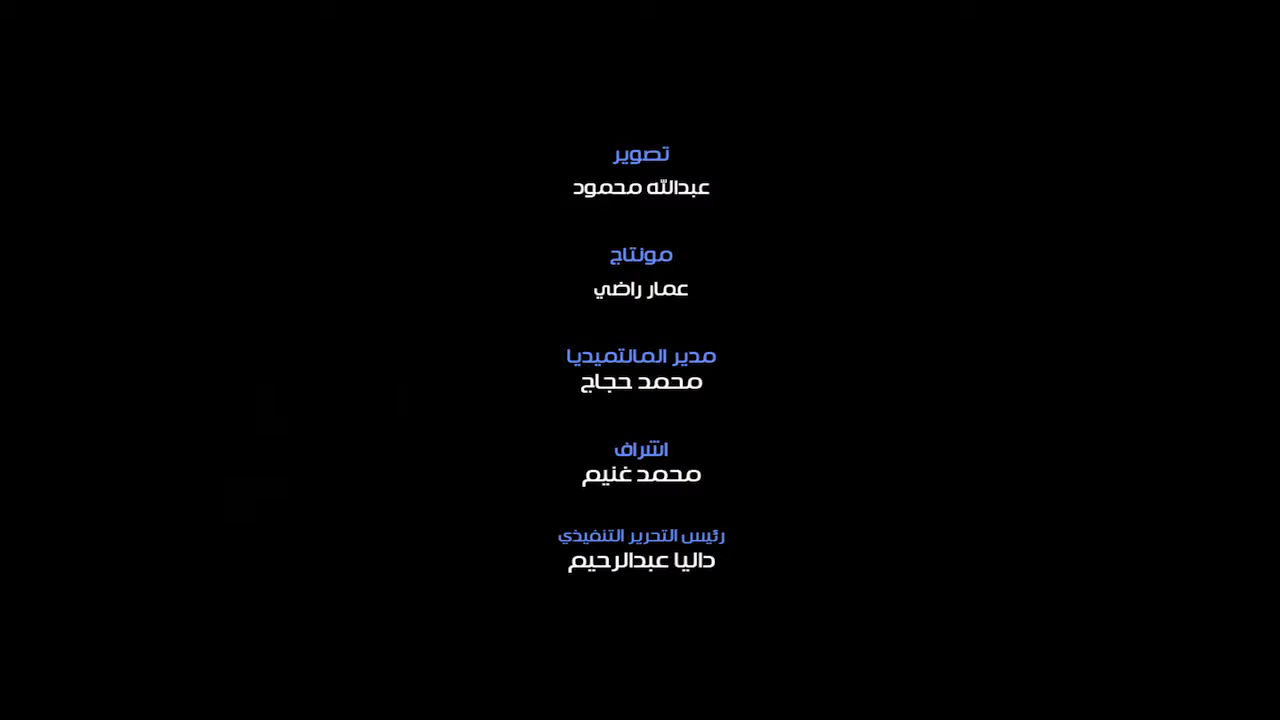 تصوير
عبدالله محمود
مونتاج
عمار راضي
مدير المالتميديا
محمد حجاج
اشراف
محمد غنيم
رئيس التحرير التنفيذي
داليا عبدالرحيم